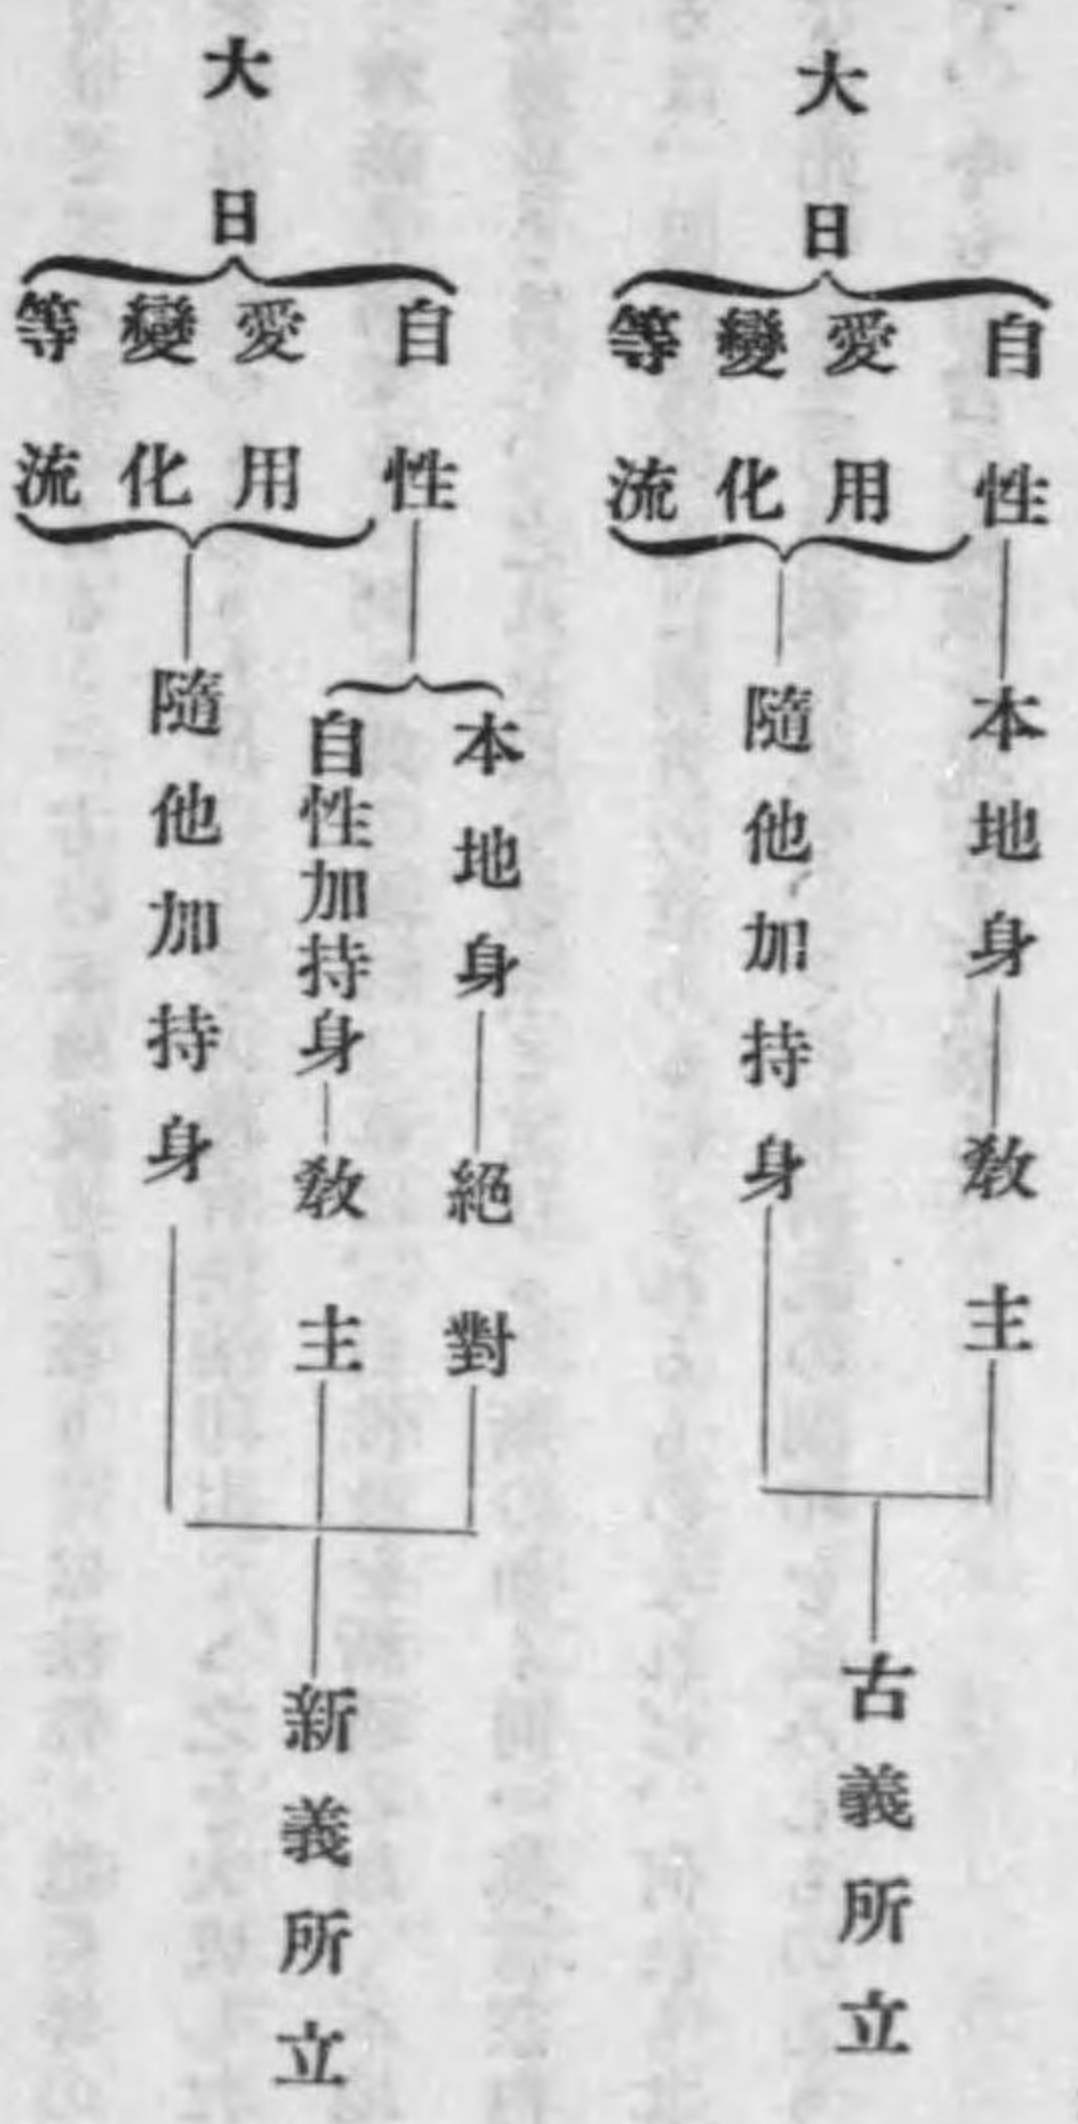 大日
自性
愛用
變化
等流
本地身
教主
隨他加持身
古義所立
大日
自性
愛用
變化
等流
本地身
絕對
自性加持身
教主
隨他加持身
新義所立